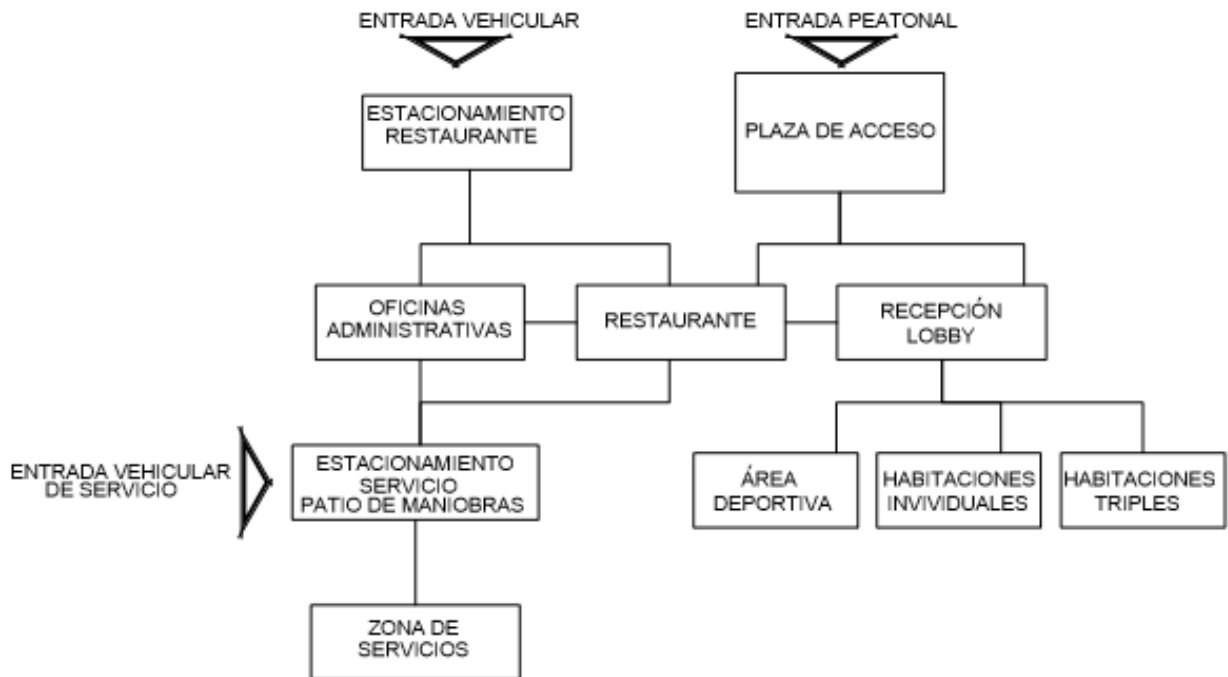 ENTRADA VEHICULAR
ENTRADA PEATONAL
ESTACIONAMIENTO
RESTAURANTE
PLAZA DE ACCESO
OFICINAS
ADMINISTRATIVAS
RESTAURANTE
RECEPCIÓN
LOBBY
ENTRADA VEHICULAR
DE SERVICIO
ESTACIONAMIENTO
SERVICIO
PATIO DE MANIOBRAS
ÁREA
DEPORTIVA
HABITACIONES
INVIVIDUALES
HABITACIONES
TRIPLES
ZONA DE
SERVICIOS